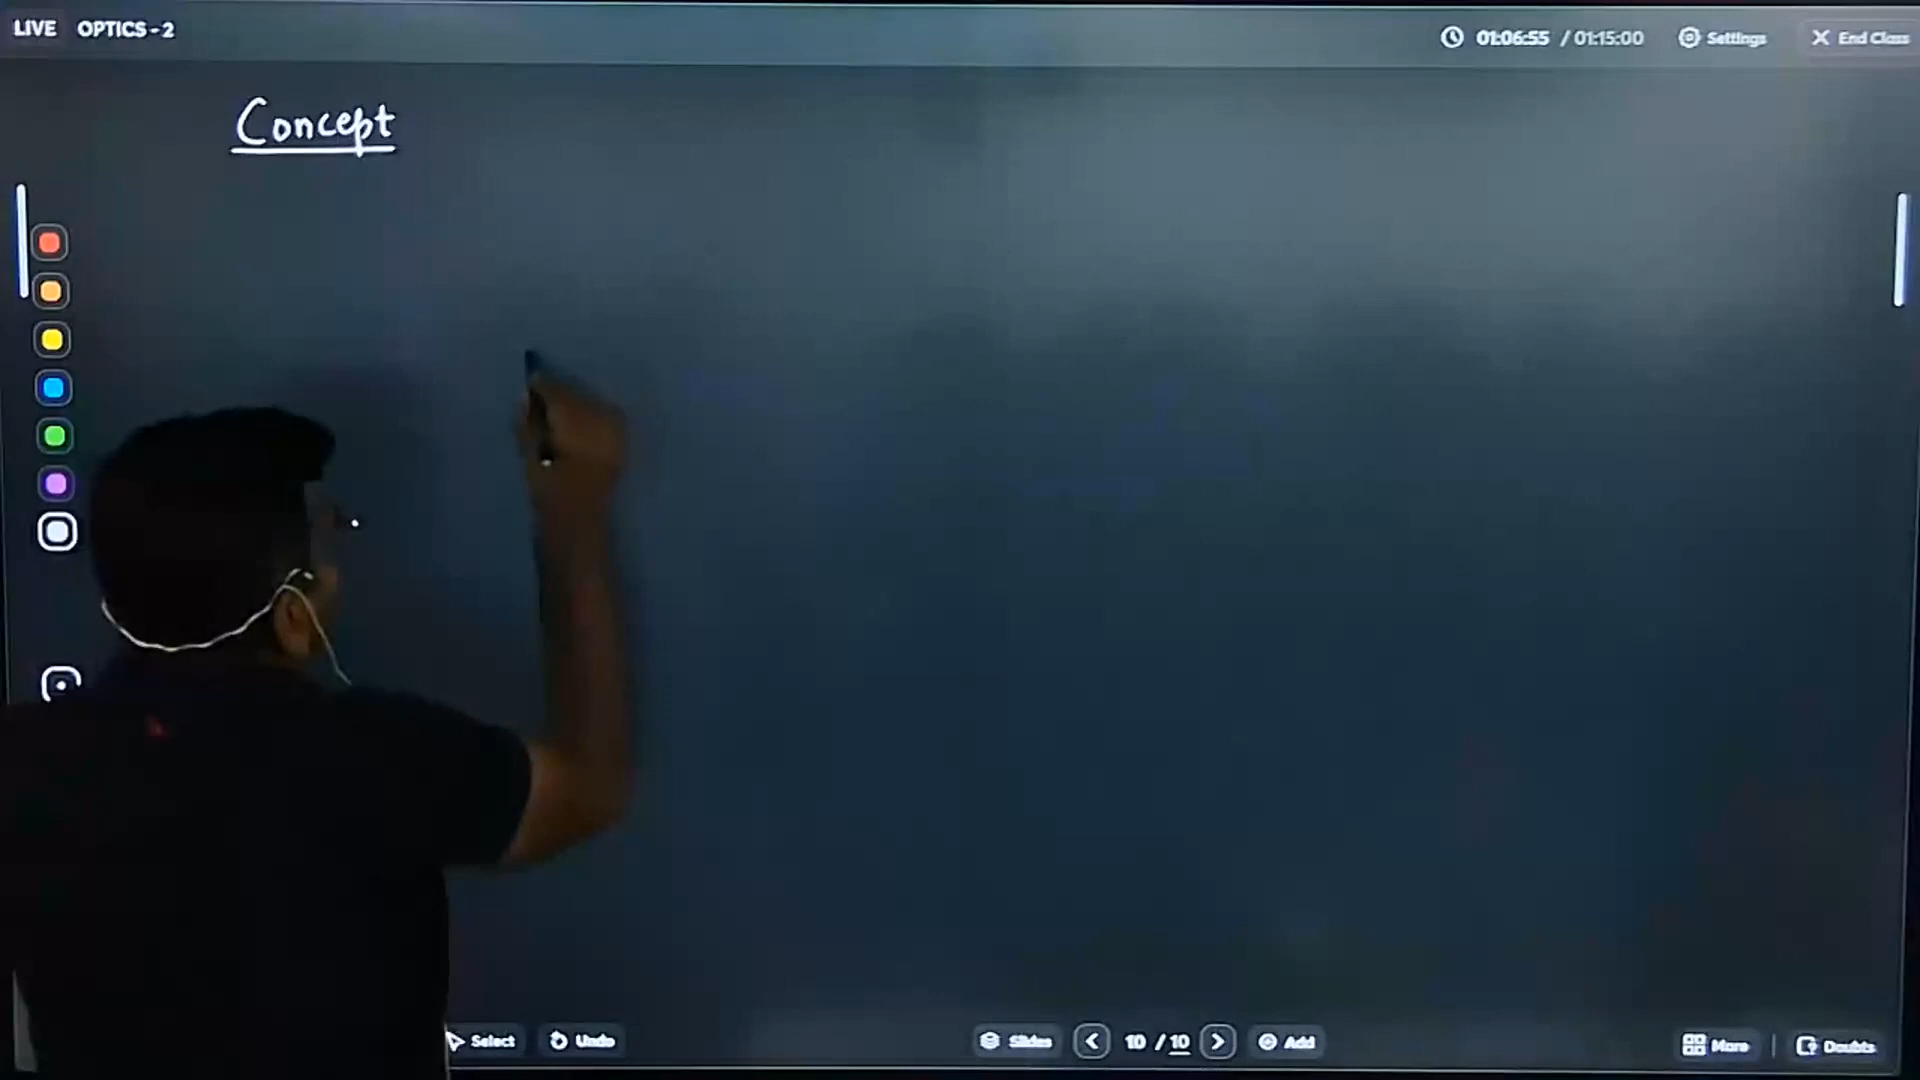 LIVE OPTICS - 2
01:06:55 / 01:15:00 Settings End Class
Concept
Select Undo Slides 10 / 10 Add More Doubts